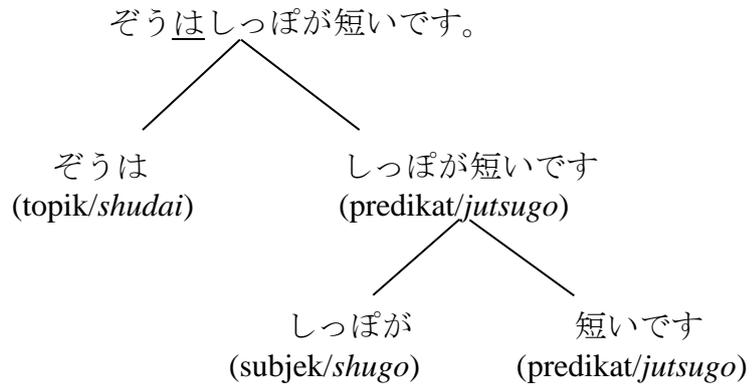 ぞうはしっぽが短いです。
ぞうは しっぽが短いです
(topik/shudai) (predikat/jutsugo)
しっぽが 短いです
(subjek/shugo) (predikat/jutsugo)